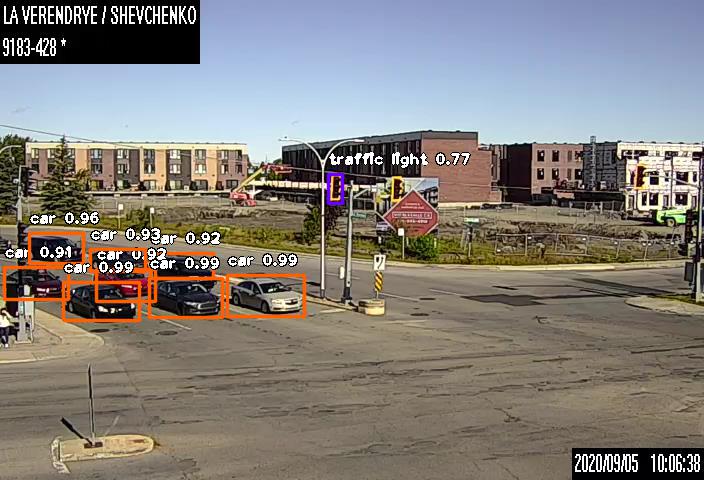 LA VERENDRYE / SHEVCHENKO
9183-428 *
traffic light 0.77
car 0.96
car 0.93
car 0.92
car 0.91
car 0.92
car 0.99
car 0.99
car 0.99
2020/09/05 10:06:38